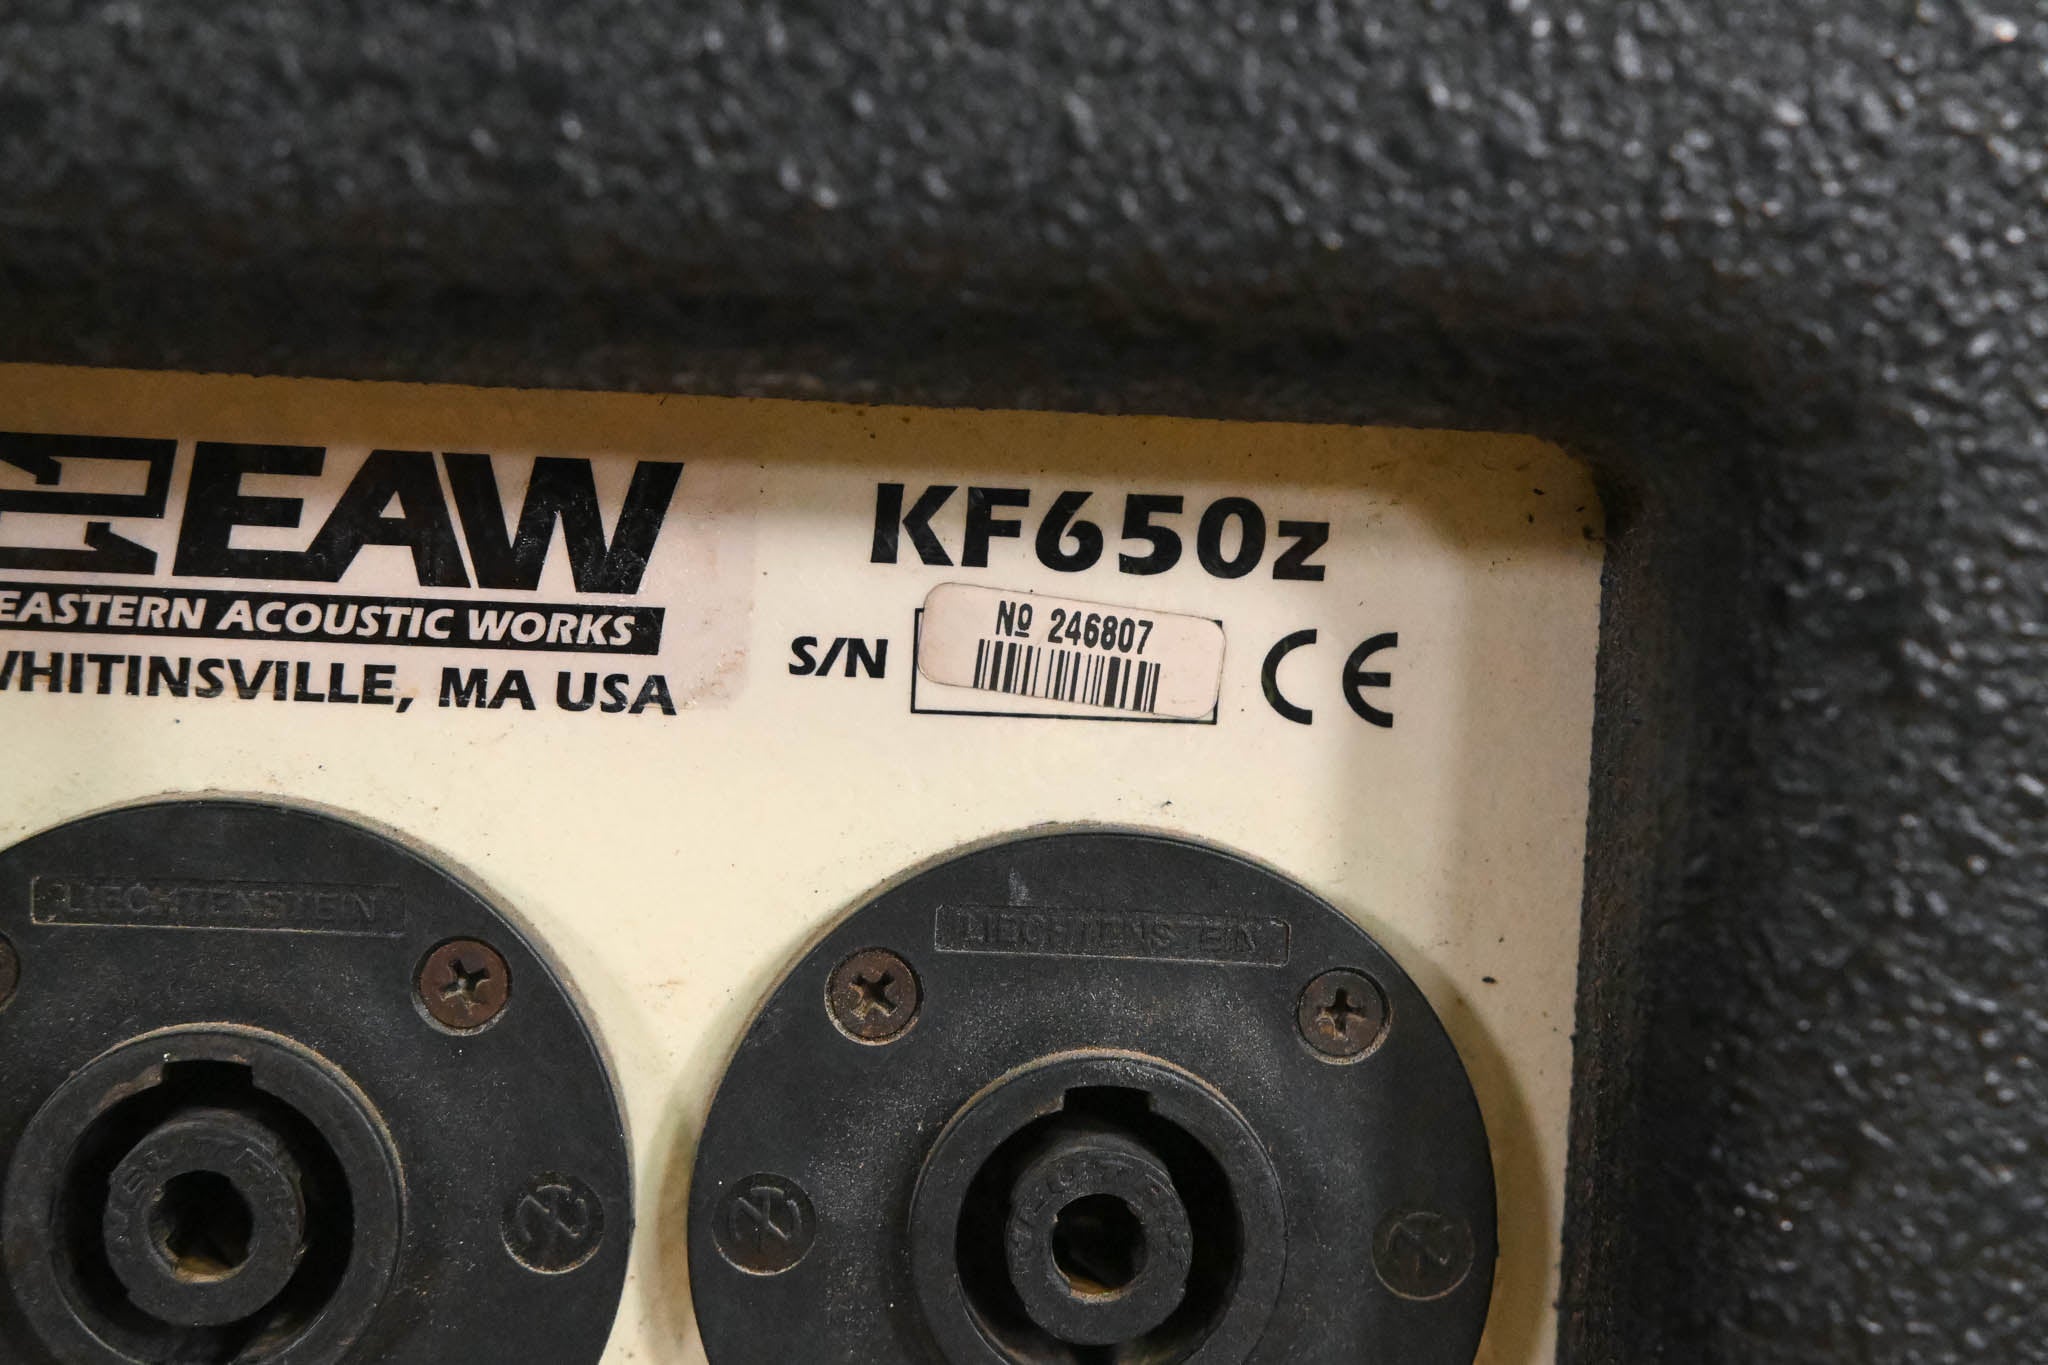 EAW
EASTERN ACOUSTIC WORKS
WHITINSVILLE, MA USA
KF650z
S/N
№ 246807
CE
LIECHTENSTEIN
LIECHTENSTEIN